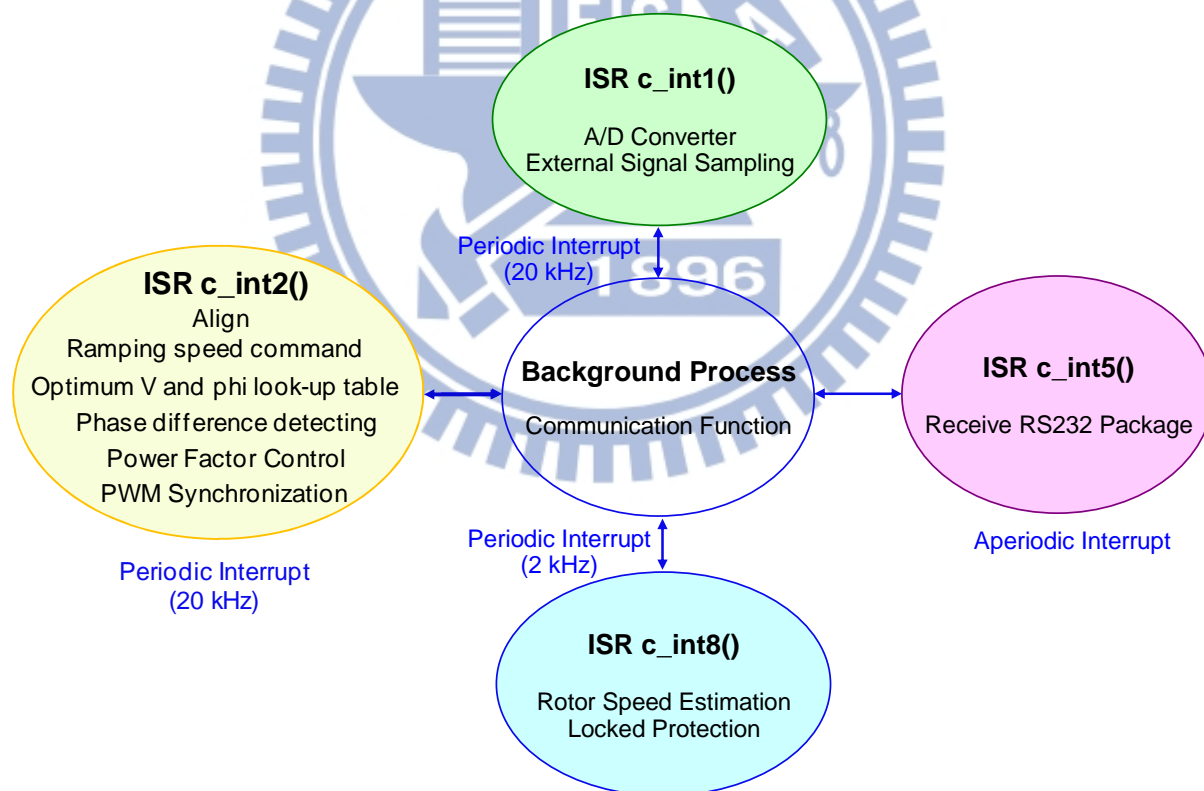 ISR c_int1()
A/D Converter
External Signal Sampling
Periodic Interrupt
(20 kHz)
1896
ISR c_int2()
Align
Ramping speed command
Optimum V and phi look-up table
Phase difference detecting
Power Factor Control
PWM Synchronization
Periodic Interrupt
(20 kHz)
Background Process
Communication Function
ISR c_int5()
Receive RS232 Package
Aperiodic Interrupt
Periodic Interrupt
(2 kHz)
ISR c_int8()
Rotor Speed Estimation
Locked Protection